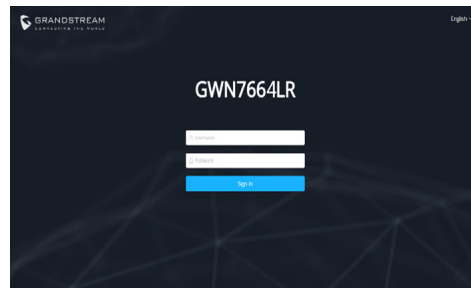 GRANDSTREAM
CONNECTING THE WORLD
English
GWN7664LR
Username
Password
Sign In